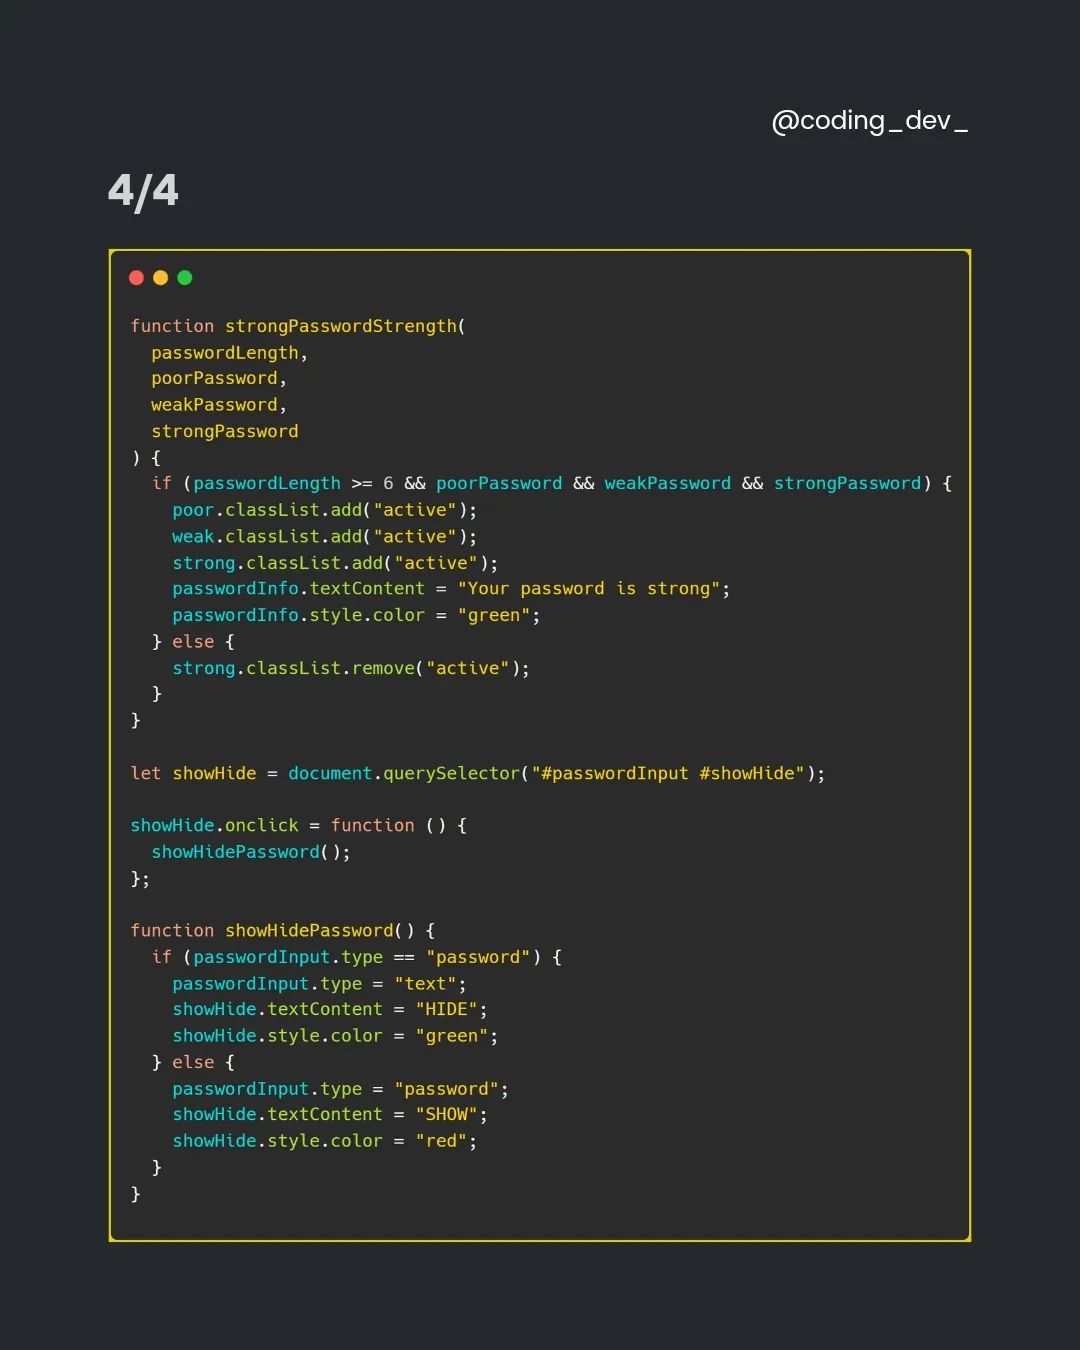 @coding_dev_
4/4
function strongPasswordStrength(
  passwordLength,
  poorPassword,
  weakPassword,
  strongPassword
) {
  if (passwordLength >= 6 && poorPassword && weakPassword && strongPassword) {
    poor.classList.add("active");
    weak.classList.add("active");
    strong.classList.add("active");
    passwordInfo.textContent = "Your password is strong";
    passwordInfo.style.color = "green";
  } else {
    strong.classList.remove("active");
  }
}
let showHide = document.querySelector("#passwordInput #showHide");
showHide.onclick = function () {
  showHidePassword();
};
function showHidePassword() {
  if (passwordInput.type == "password") {
    passwordInput.type = "text";
    showHide.textContent = "HIDE";
    showHide.style.color = "green";
  } else {
    passwordInput.type = "password";
    showHide.textContent = "SHOW";
    showHide.style.color = "red";
  }
}